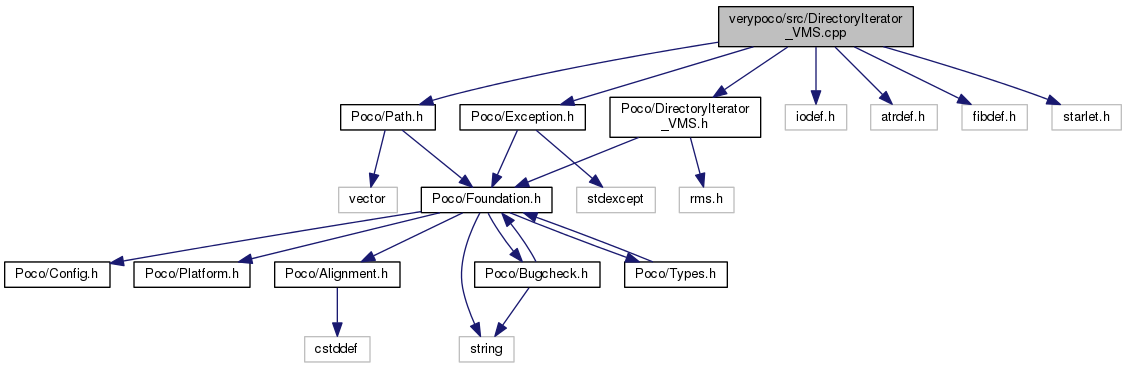 verypoco/src/DirectoryIterator
_VMS.cpp
Poco/Path.h
Poco/Exception.h
Poco/DirectoryIterator
_VMS.h
iodef.h
atrdef.h
fibdef.h
starlet.h
vector
Poco/Foundation.h
stdexcept
rms.h
Poco/Config.h
Poco/Platform.h
Poco/Alignment.h
Poco/Bugcheck.h
Poco/Types.h
cstddef
string